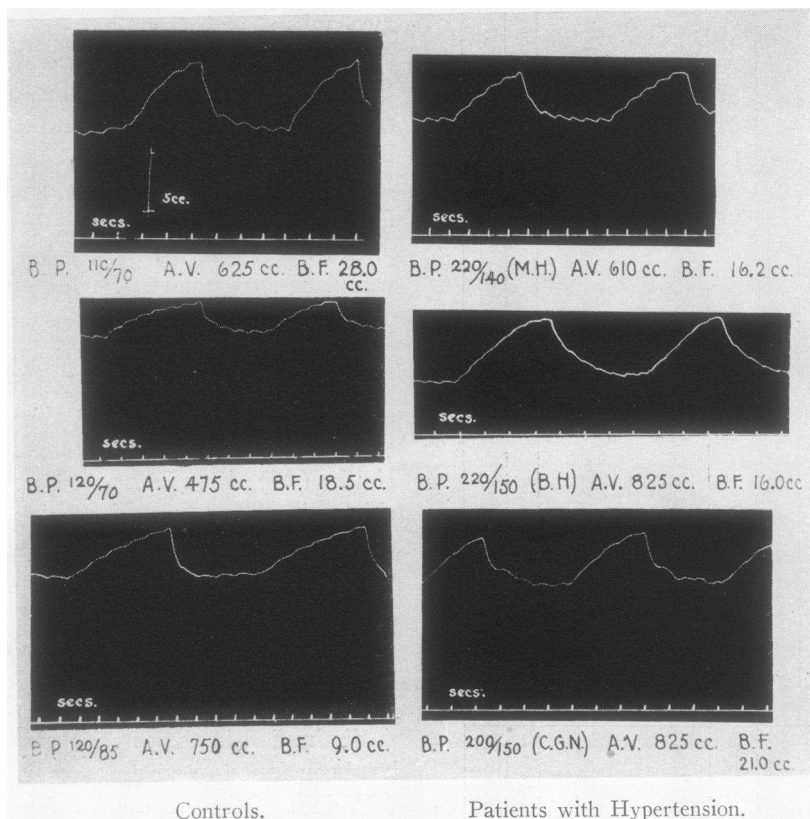 5cc.
secs.
B. P. 110/70 A.V. 625 cc. B.F. 28.0 cc.
secs.
B.P. 220/140 (M.H.) A.V. 610 cc. B.F. 16.2 cc.
secs.
B.P. 120/70 A.V. 475 cc. B.F. 18.5 cc.
secs.
B.P. 220/150 (B.H) A.V. 825 cc. B.F. 16.0cc
secs.
B.P 120/85 A.V. 750 cc. B.F. 9.0 cc.
secs.
B.P. 200/150 (C.G.N.) A.V. 825 cc. B.F. 21.0 cc.
Controls.
Patients with Hypertension.